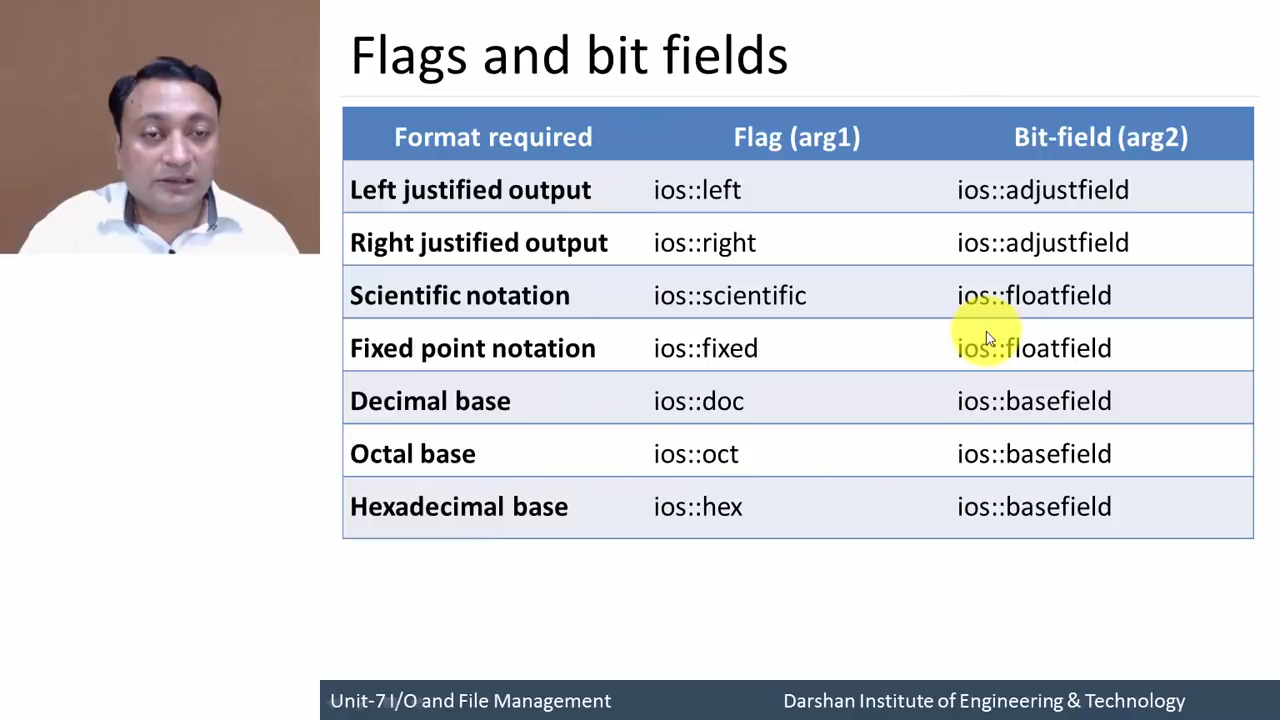 Flags and bit fields
Format required Flag (arg1) Bit-field (arg2)
Left justified output ios::left ios::adjustfield
Right justified output ios::right ios::adjustfield
Scientific notation ios::scientific ios::floatfield
Fixed point notation ios::fixed ios::floatfield
Decimal base ios::doc ios::basefield
Octal base ios::oct ios::basefield
Hexadecimal base ios::hex ios::basefield
Unit-7 I/O and File Management Darshan Institute of Engineering & Technology